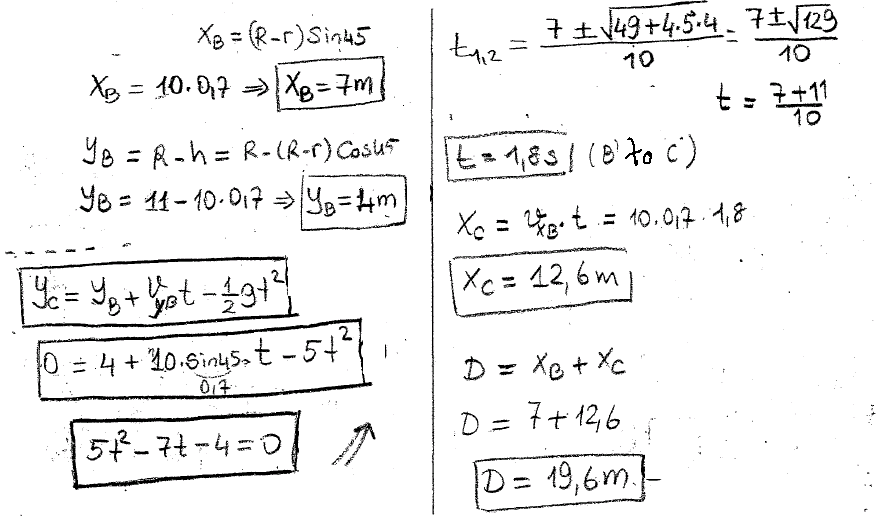 X_B = (R-r) Sin45
X_B = 10.0,7 ⇒ X_B = 7m
y_B = R-h = R-(R-r) Cos45
y_B = 11-10.0,7 ⇒ y_B = 4m
y_C = y_B + v_yB t - 1/2 gt²
0 = 4 + 10.sin45.t - 5t²
0,7
5t² - 7t - 4 = 0
t_1,2 = (7 ± √(49+4.5.4))/10 = (7 ± √129)/10
t = (7+11)/10
t = 1,8s (B to C)
X_C = v_xB . t = 10.0,7.1,8
X_C = 12,6m
D = X_B + X_C
D = 7 + 12,6
D = 19,6m